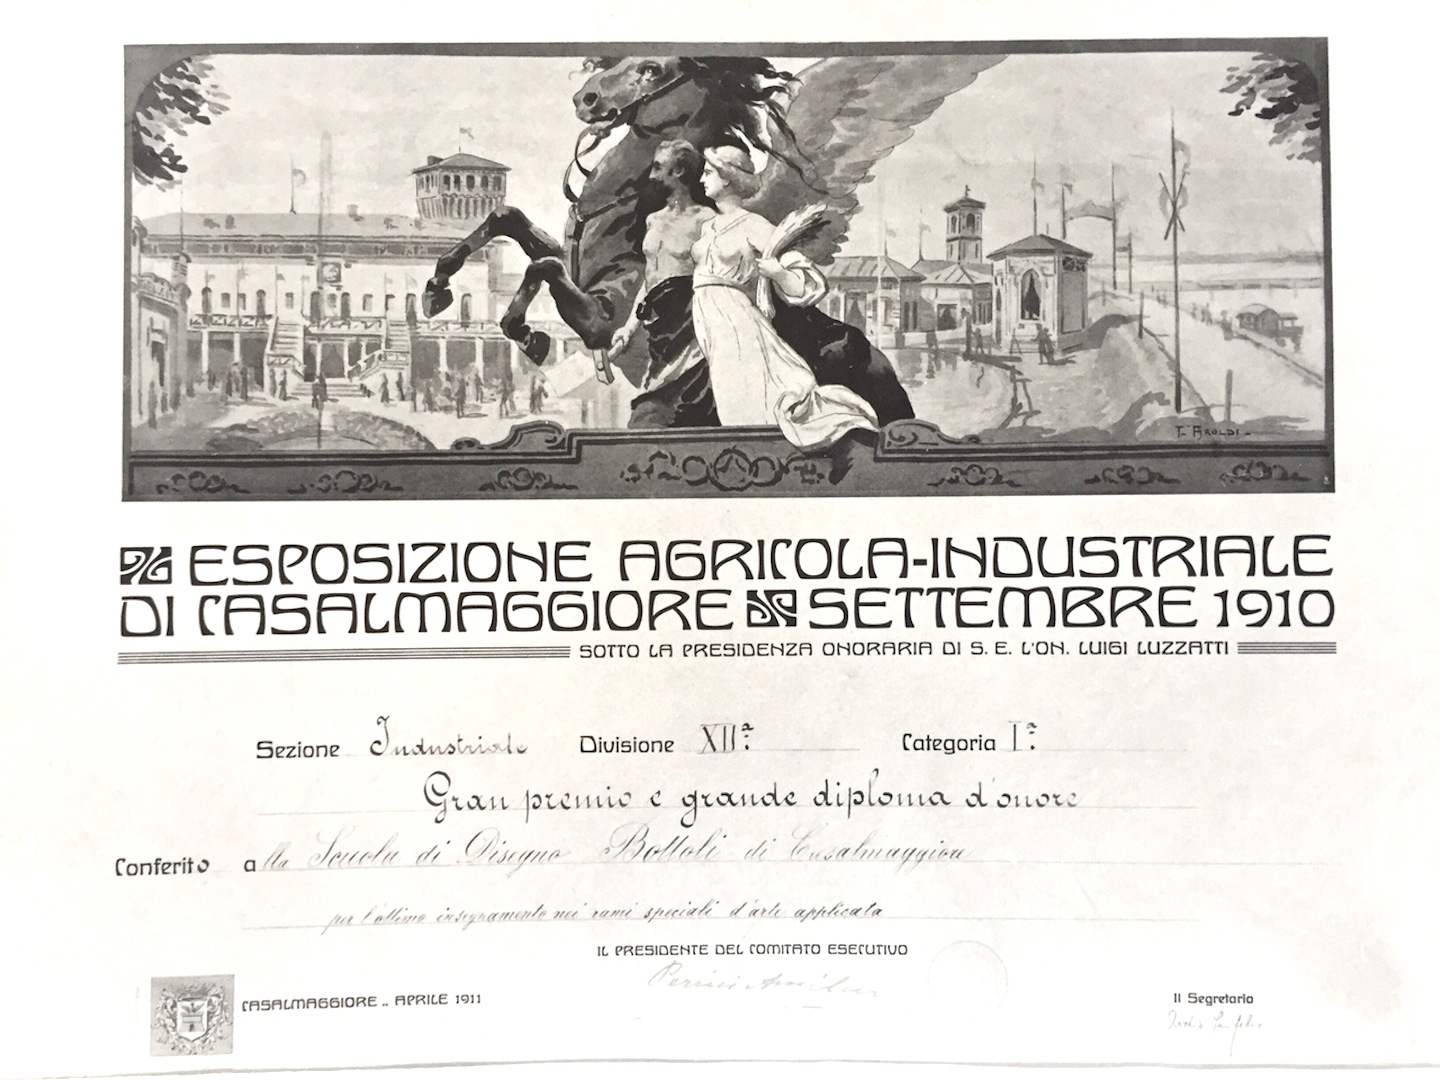 T. AROLDI
ESPOSIZIONE AGRICOLA-INDUSTRIALE
DI CASALMAGGIORE SETTEMBRE 1910
SOTTO LA PRESIDENZA ONORARIA DI S. E. L'ON. LUIGI LUZZATTI
Sezione Industriale Divisione XIIª. Categoria Iª.
Gran premio e grande diploma d'onore
Conferito alla Scuola di Disegno Bottoli di Casalmaggiore
per l'ottimo insegnamento nei rami speciali d'arte applicata
IL PRESIDENTE DEL COMITATO ESECUTIVO
CASALMAGGIORE .. APRILE 1911
Il Segretario